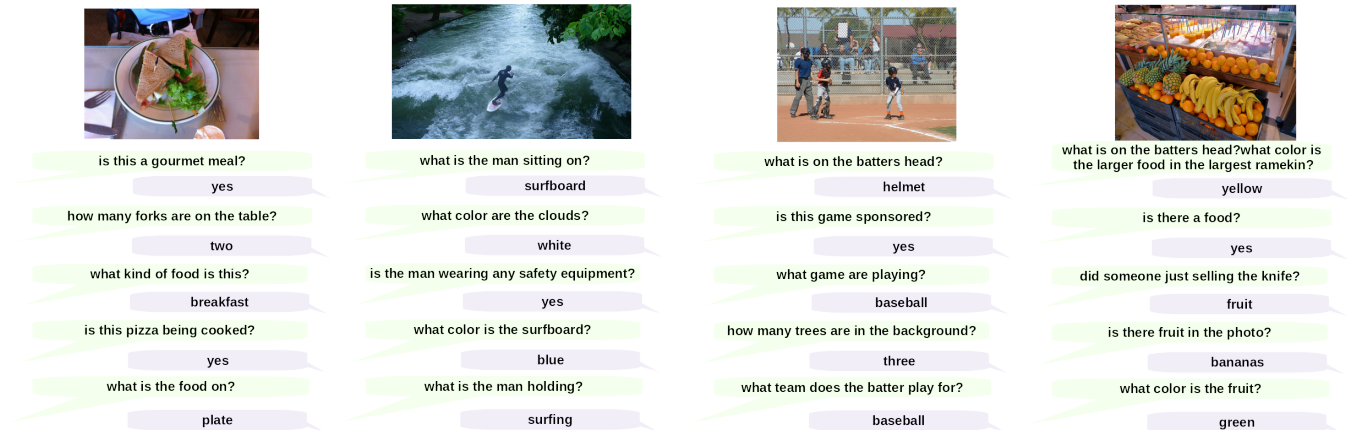 is this a gourmet meal?
yes
how many forks are on the table?
two
what kind of food is this?
breakfast
is this pizza being cooked?
yes
what is the food on?
plate
what is the man sitting on?
surfboard
what color are the clouds?
white
is the man wearing any safety equipment?
yes
what color is the surfboard?
blue
what is the man holding?
surfing
what is on the batters head?
helmet
is this game sponsored?
yes
what game are playing?
baseball
how many trees are in the background?
three
what team does the batter play for?
baseball
what is on the batters head?what color is
the larger food in the largest ramekin?
yellow
is there a food?
yes
did someone just selling the knife?
fruit
is there fruit in the photo?
bananas
what color is the fruit?
green